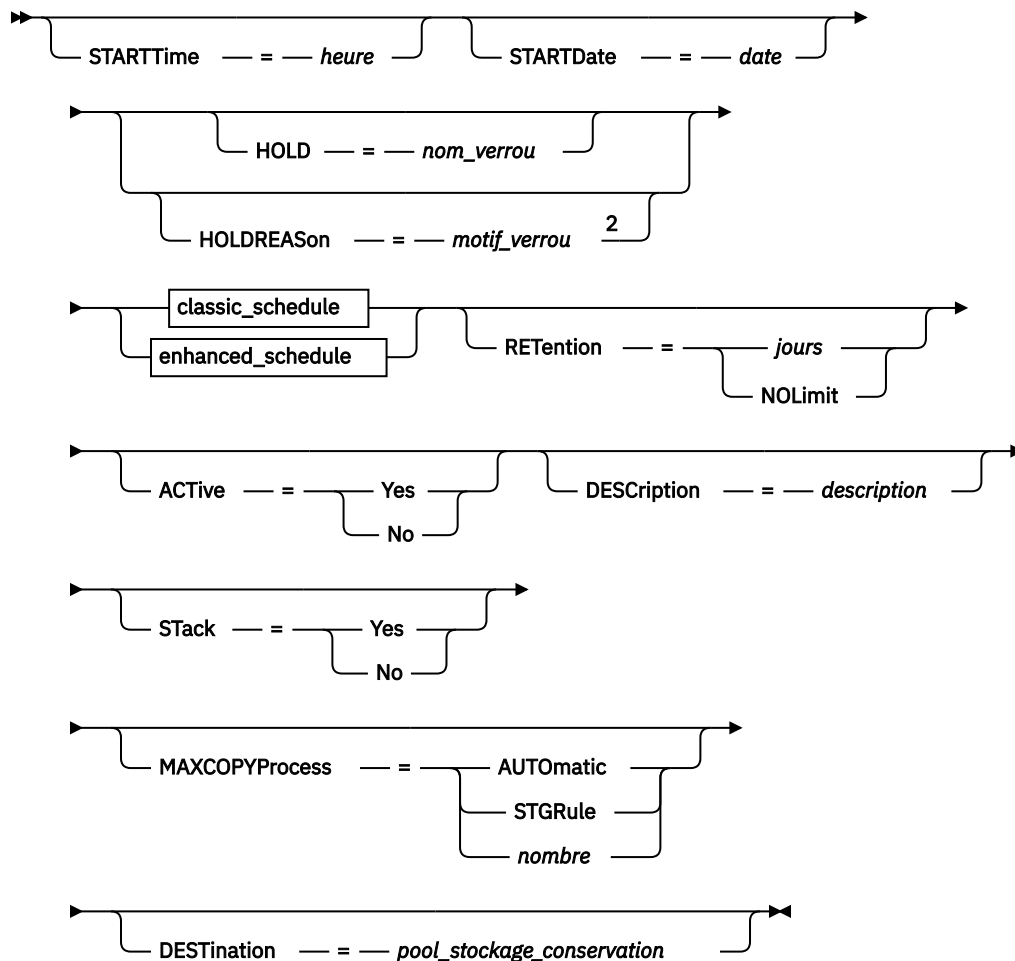 STARTTime = heure STARTDate = date
HOLD = nom_verrou
HOLDREASon = motif_verrou 2
classic_schedule
enhanced_schedule
RETention = jours
NOLimit
ACTive = Yes
No
DESCription = description
STack = Yes
No
MAXCOPYProcess = AUTOmatic
STGRule
nombre
DESTination = pool_stockage_conservation